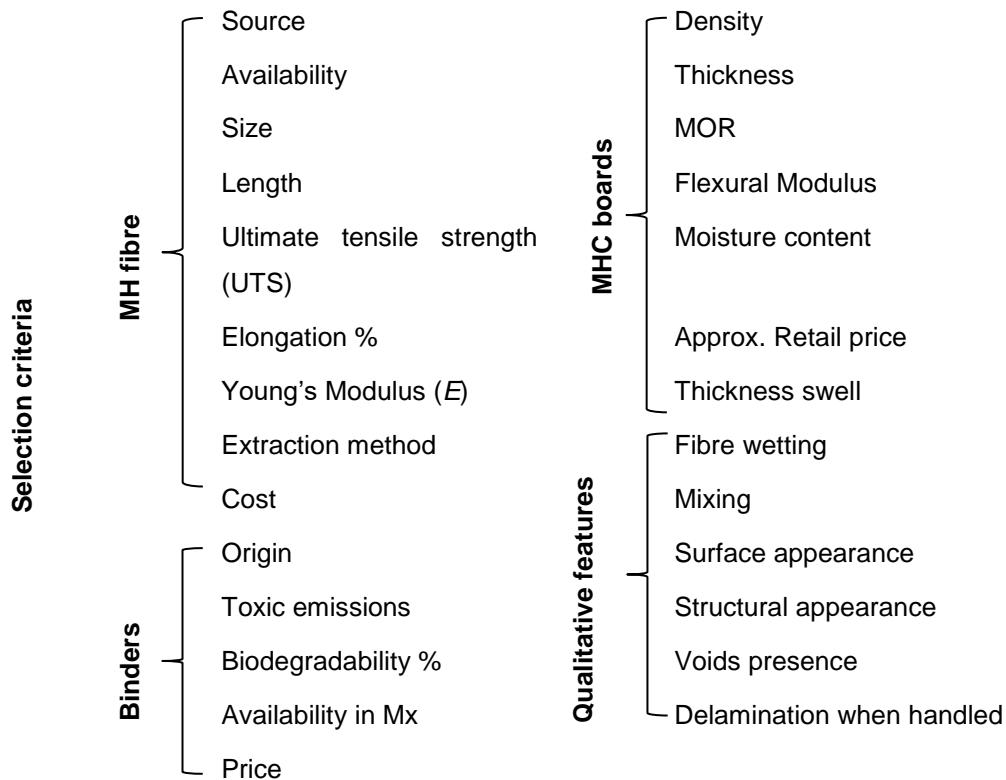 Selection criteria
MH fibre
Source
Availability
Size
Length
Ultimate tensile strength
(UTS)
Elongation %
Young’s Modulus (E)
Extraction method
Cost
Binders
Origin
Toxic emissions
Biodegradability %
Availability in Mx
Price
MHC boards
Density
Thickness
MOR
Flexural Modulus
Moisture content
Approx. Retail price
Thickness swell
Qualitative features
Fibre wetting
Mixing
Surface appearance
Structural appearance
Voids presence
Delamination when handled